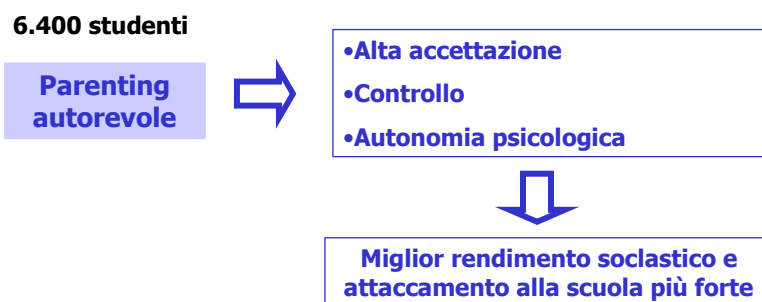 6.400 studenti
Parenting
autorevole
•Alta accettazione
•Controllo
•Autonomia psicologica
Miglior rendimento soclastico e
attaccamento alla scuola più forte